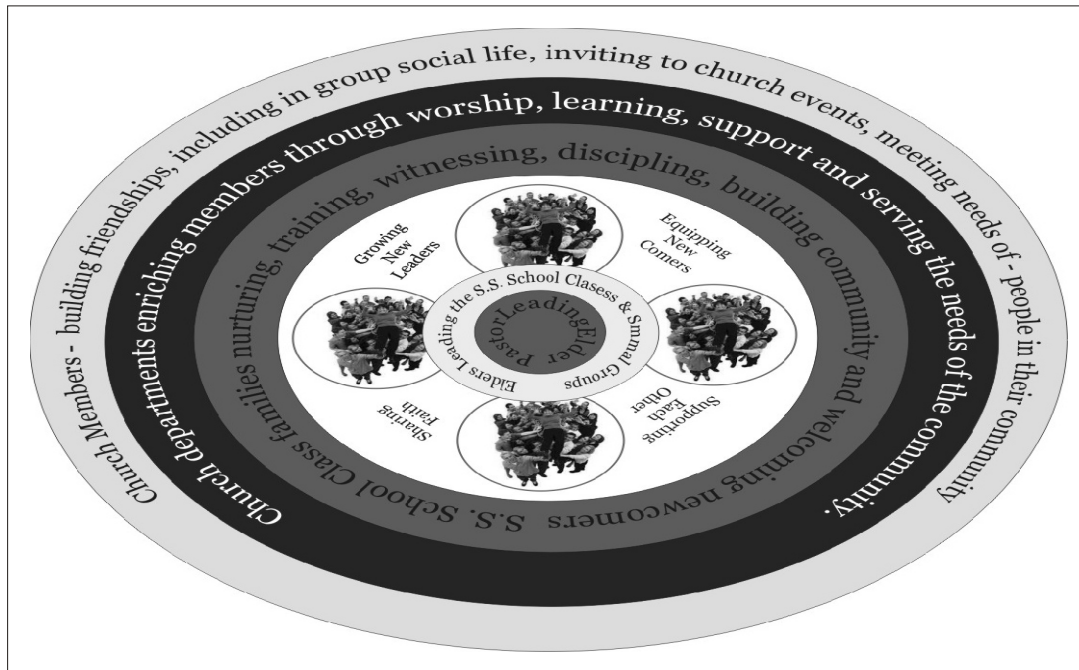 Church Members - building friendships, including in group social life, inviting to church events, meeting needs of - people in their community
Church departments enriching members through worship, learning, support and serving the needs of the community.
S.S. School Class families nurturing, training, witnessing, discipling, building community and welcoming newcomers
Growing
New
Leaders
Equipping
New
Comers
Elders Leading the S.S. School Clasess & Smmal Groups
Pastor Leading Elder
Sharing
Faith
Supporting
Each
Other